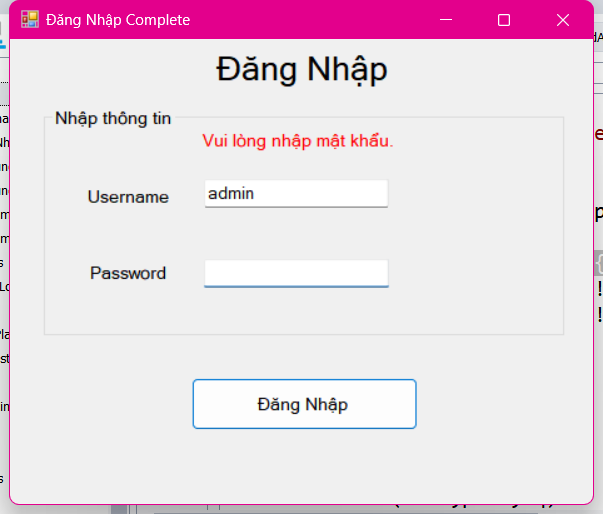 Đăng Nhập Complete
Đăng Nhập
Nhập thông tin
Vui lòng nhập mật khẩu.
Username
admin
Password
Đăng Nhập